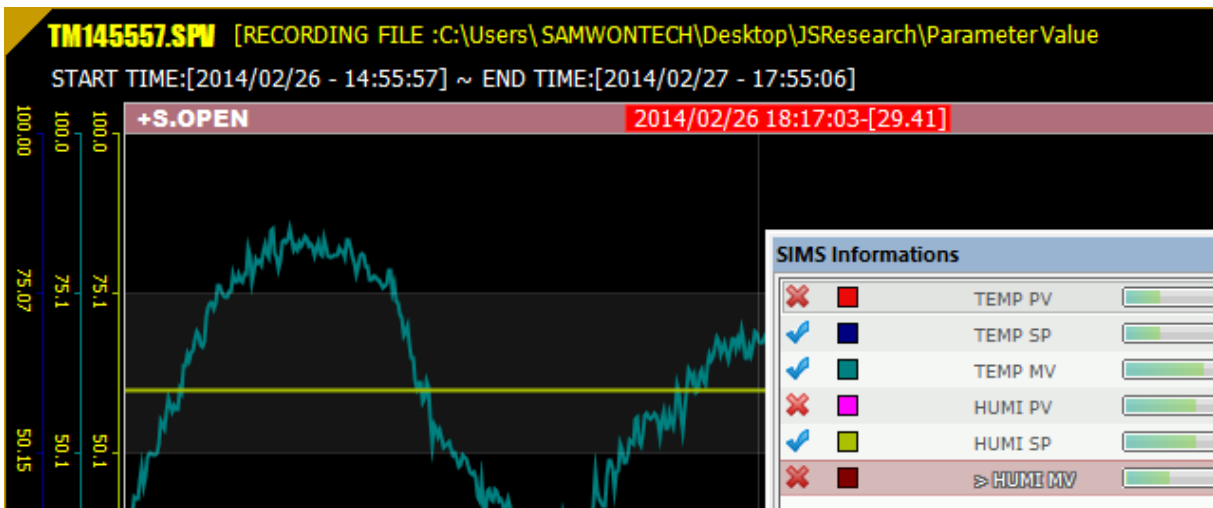 TM145557.SPV [RECORDING FILE :C:\Users\SAMWONTECH\Desktop\JSResearch\ParameterValue
START TIME:[2014/02/26 - 14:55:57] ~ END TIME:[2014/02/27 - 17:55:06]
+S.OPEN 2014/02/26 18:17:03-[29.41]
100.00 100.0 100.0
75.07 75.1 75.1
50.15 50.1 50.1
SIMS Informations
TEMP PV
TEMP SP
TEMP MV
HUMI PV
HUMI SP
> HUMI MV